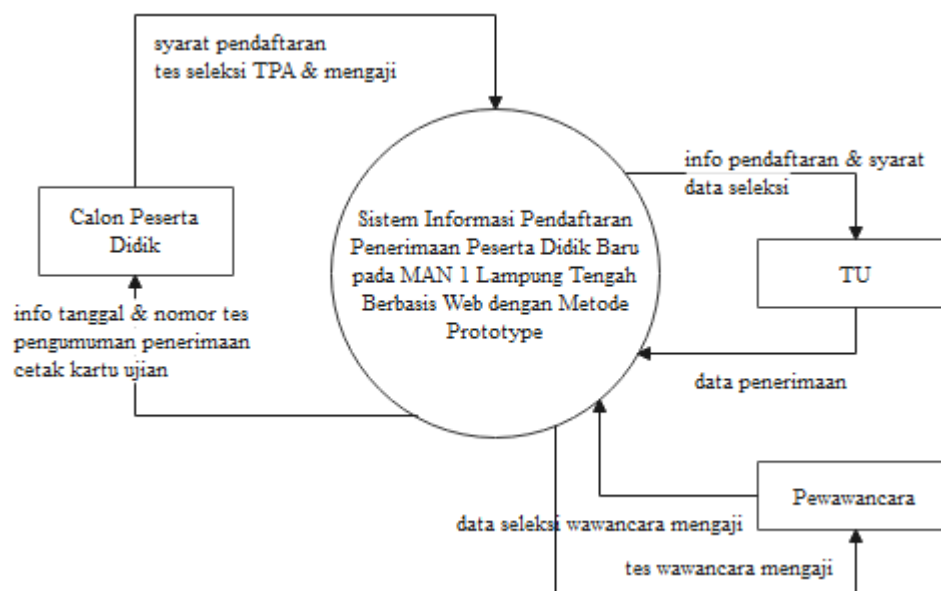 syarat pendaftaran
tes seleksi TPA & mengaji
info pendaftaran & syarat
data seleksi
Calon Peserta
Didik
Sistem Informasi Pendaftaran
Penerimaan Peserta Didik Baru
pada MAN 1 Lampung Tengah
Berbasis Web dengan Metode
Prototype
TU
info tanggal & nomor tes
pengumuman penerimaan
cetak kartu ujian
data penerimaan
Pewawancara
data seleksi wawancara mengaji
tes wawancara mengaji